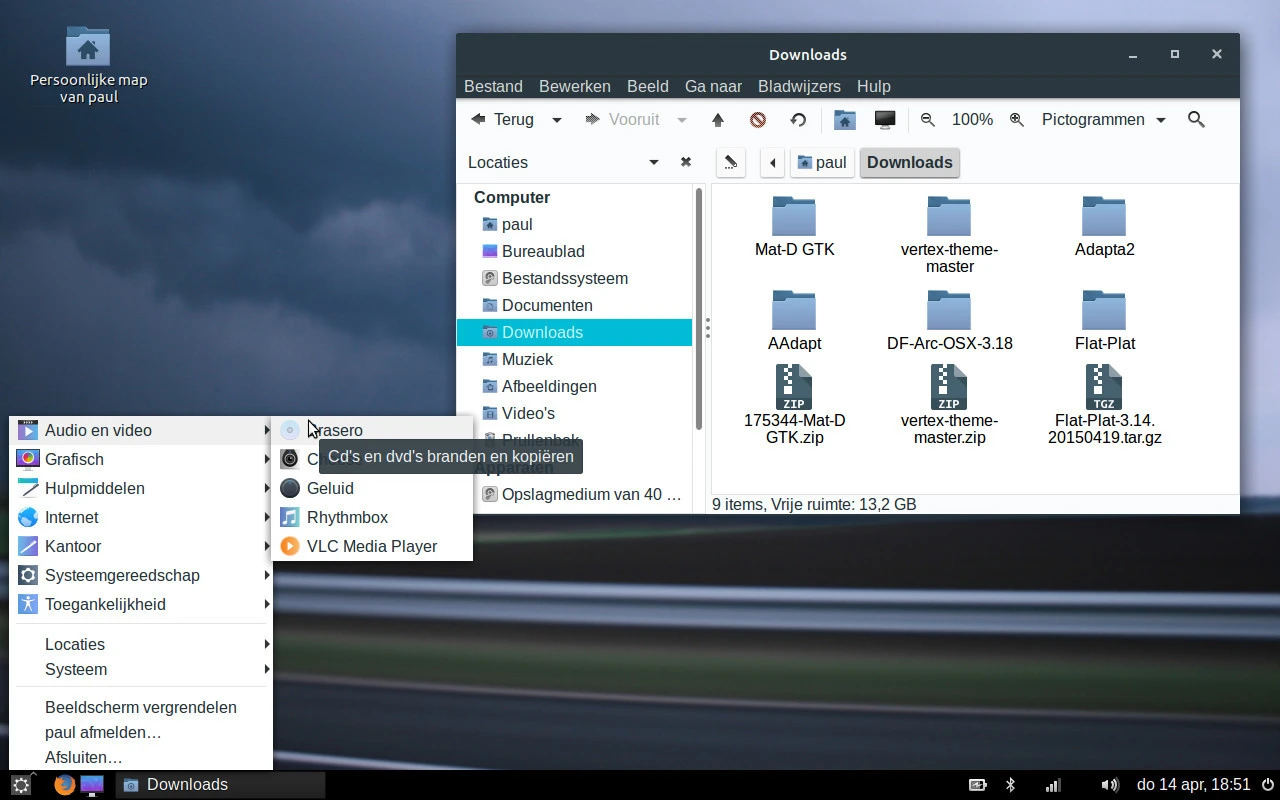 Persoonlijke map
van paul
Downloads
Bestand Bewerken Beeld Ga naar Bladwijzers Hulp
Terug Vooruit 100% Pictogrammen
Locaties paul Downloads
Computer
paul
Bureaublad
Bestandssysteem
Documenten
Downloads
Muziek
Afbeeldingen
Video's
Prullenbak
Apparaten
Opslagmedium van 40 ...
Mat-D GTK
vertex-theme-
master
Adapta2
AAdapt
DF-Arc-OSX-3.18
Flat-Plat
ZIP
175344-Mat-D
GTK.zip
ZIP
vertex-theme-
master.zip
TGZ
Flat-Plat-3.14.
20150419.tar.gz
9 items, Vrije ruimte: 13,2 GB
Audio en video
Grafisch
Hulpmiddelen
Internet
Kantoor
Systeemgereedschap
Toegankelijkheid
Locaties
Systeem
Beeldscherm vergrendelen
paul afmelden...
Afsluiten...
Cd's en dvd's branden en kopiëren
Geluid
Rhythmbox
VLC Media Player
Downloads
do 14 apr, 18:51